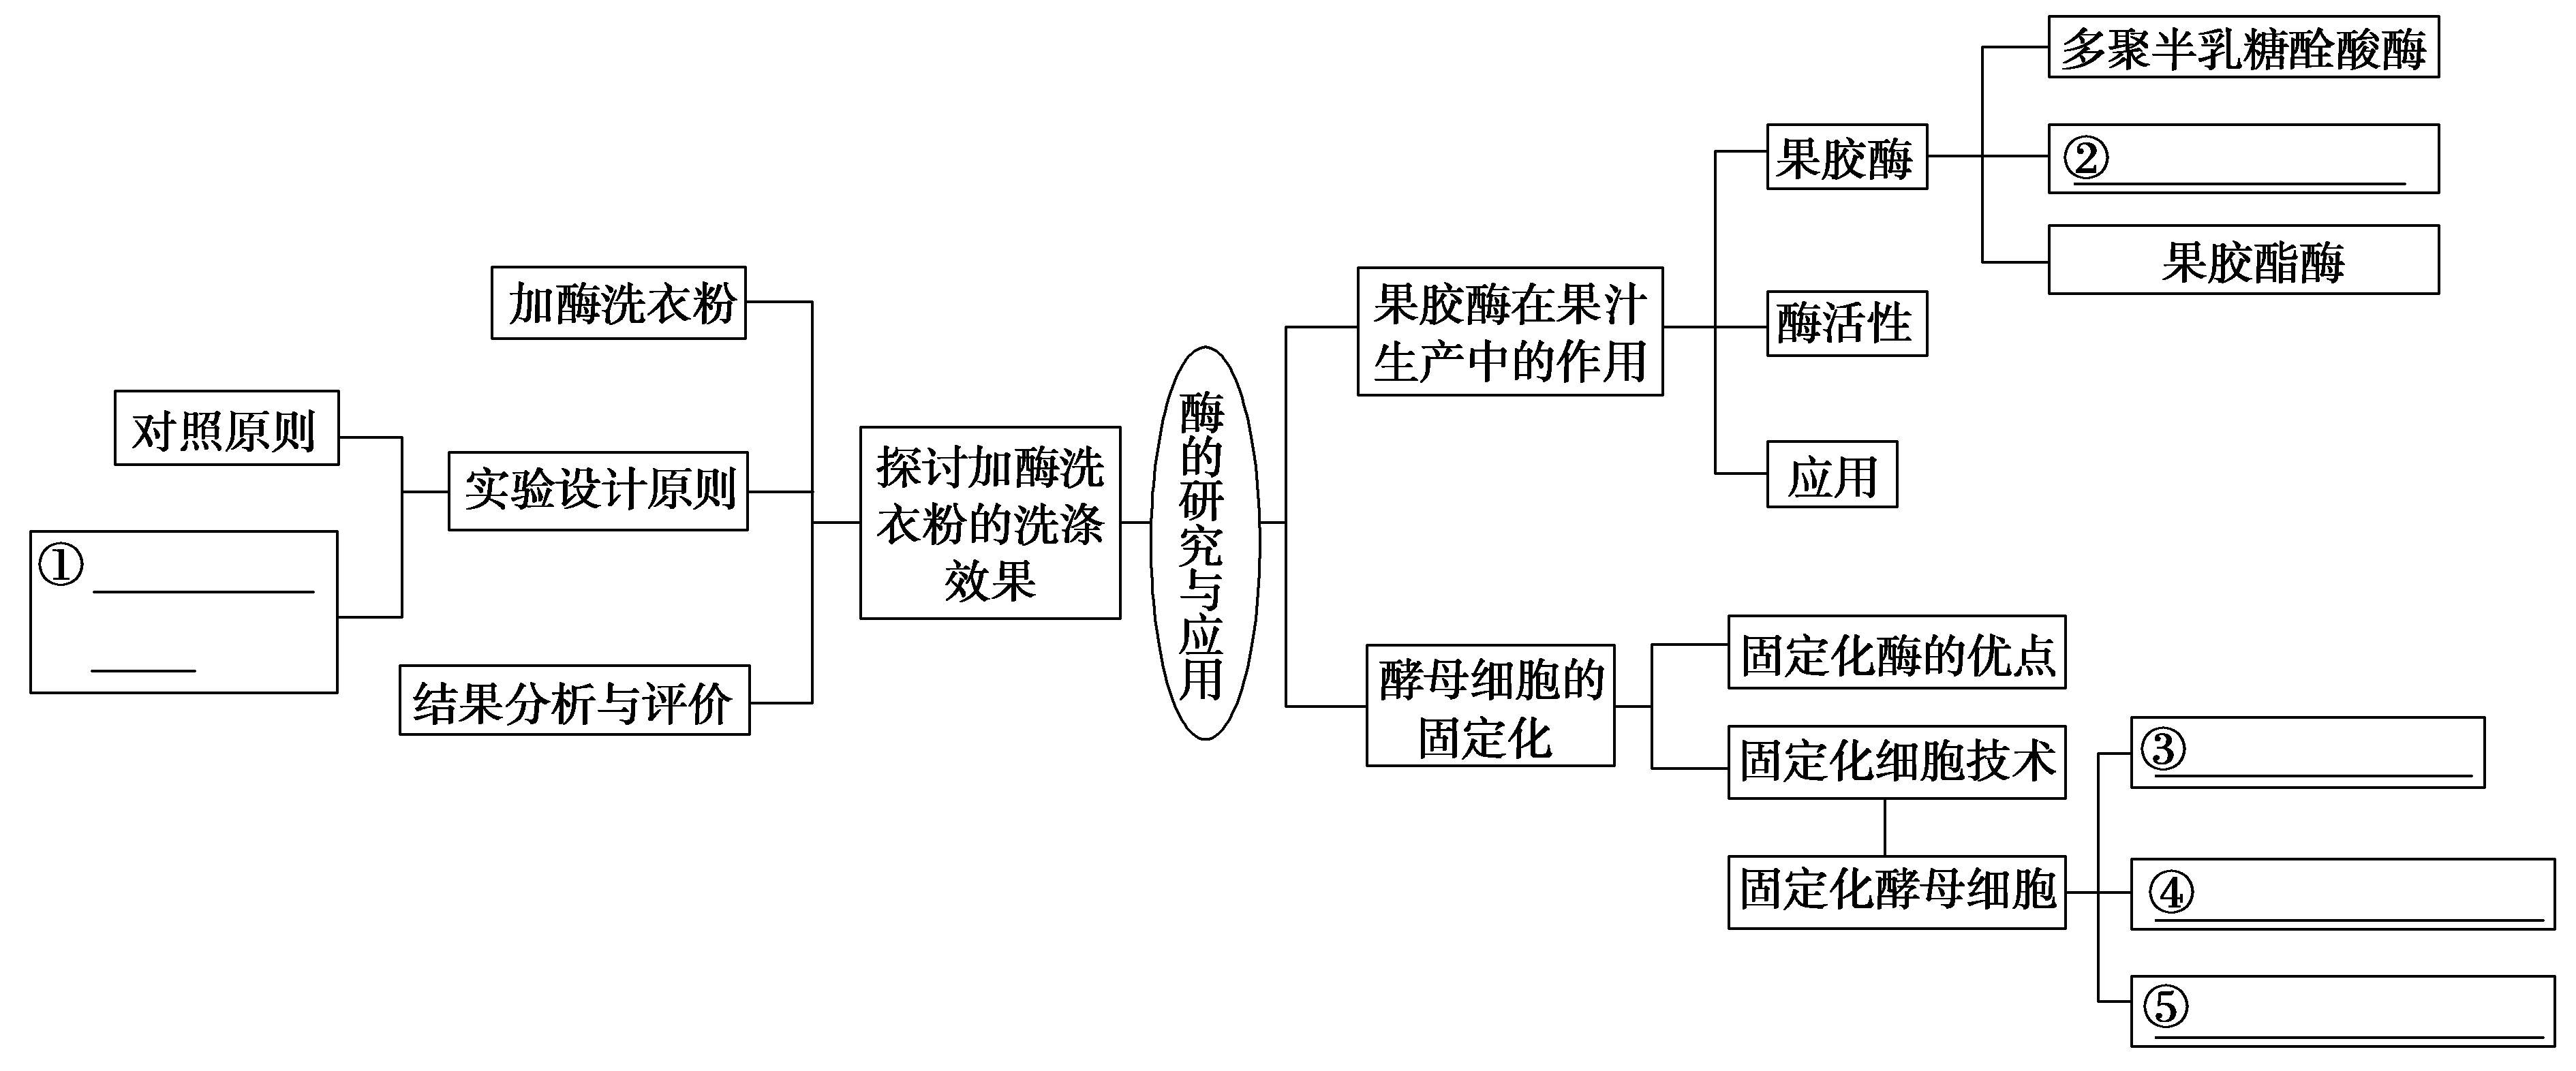 加酶洗衣粉
对照原则
实验设计原则
①
结果分析与评价
探讨加酶洗
衣粉的洗涤
效果
酶的研究与应用
果胶酶在果汁
生产中的作用
果胶酶
多聚半乳糖醛酸酶
②
果胶酯酶
酶活性
应用
酵母细胞的
固定化
固定化酶的优点
固定化细胞技术
固定化酵母细胞
③
④
⑤